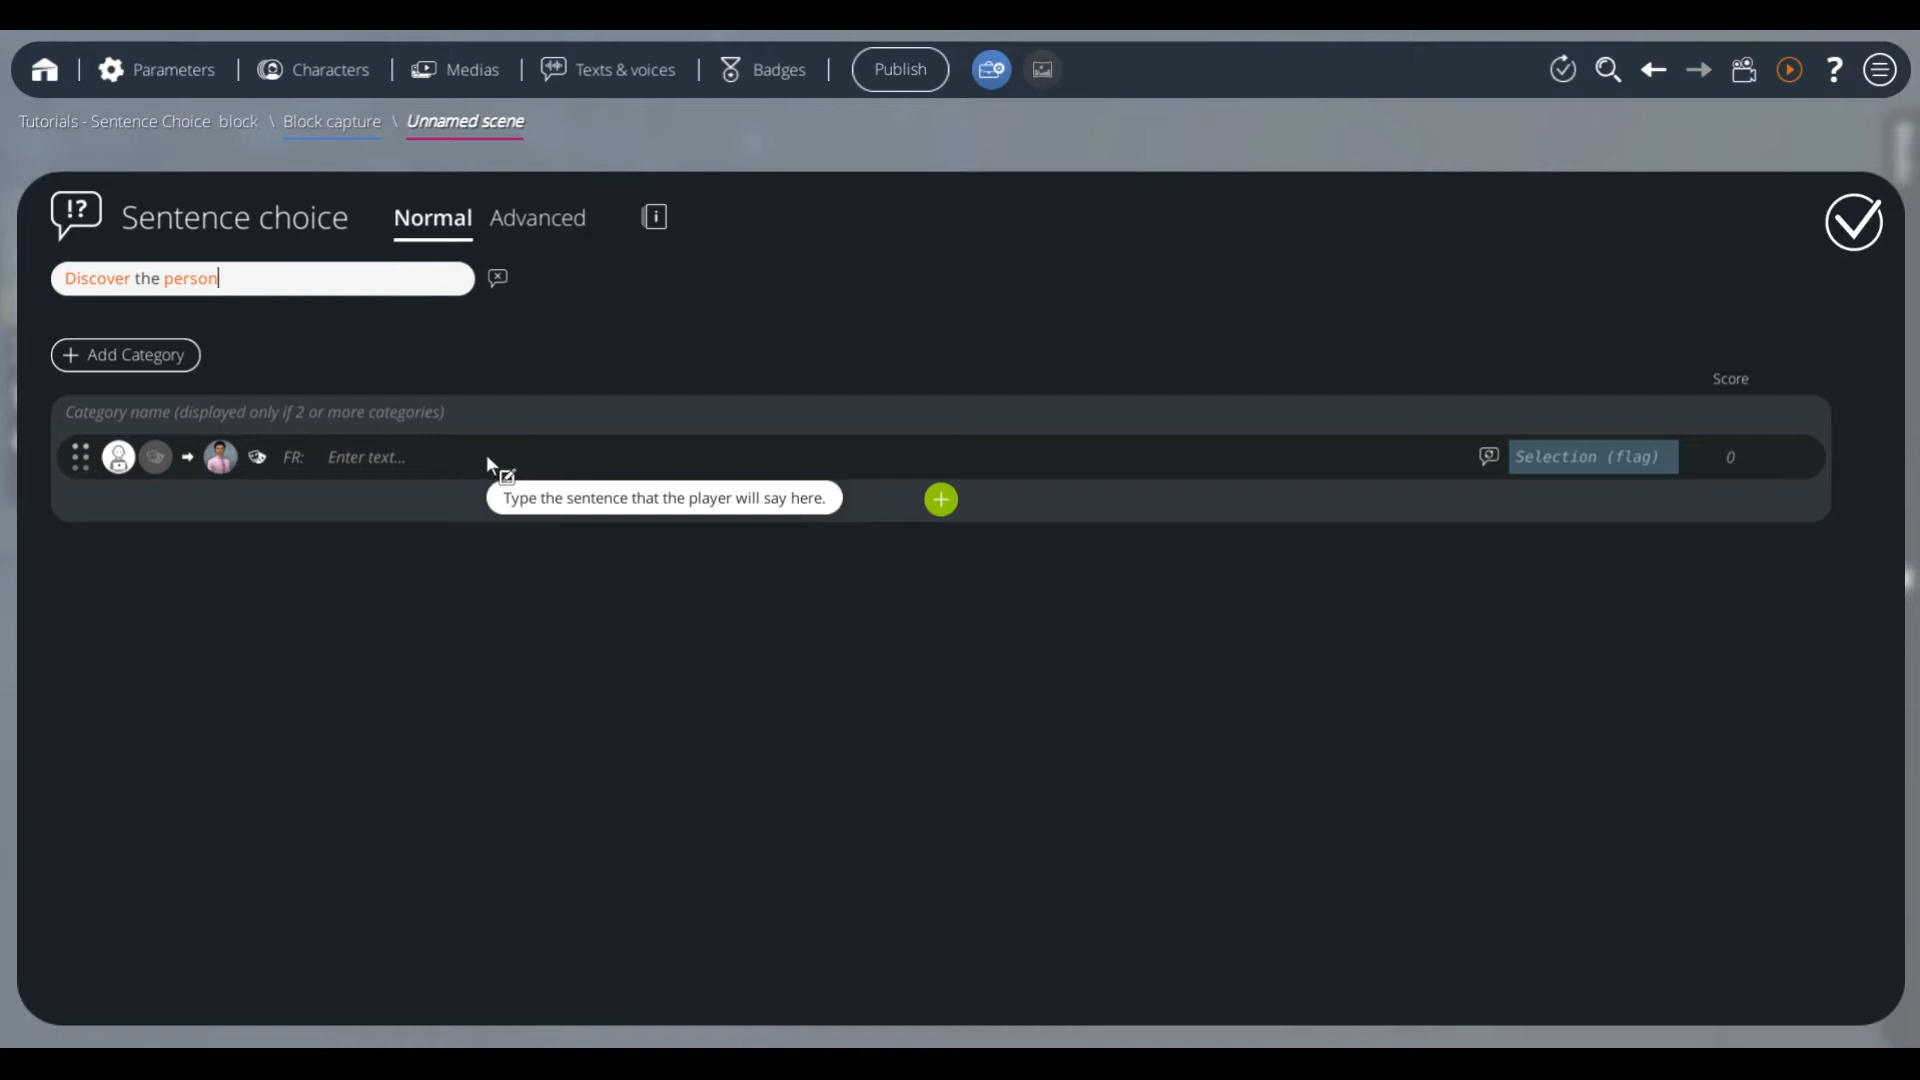 Parameters | Characters | Medias | Texts & voices | Badges | Publish ?
Tutorials - Sentence Choice block \ Block capture \ Unnamed scene
!? Sentence choice Normal Advanced i
Discover the person
+ Add Category
Score
Category name (displayed only if 2 or more categories)
FR: Enter text... Selection (flag) 0
Type the sentence that the player will say here.